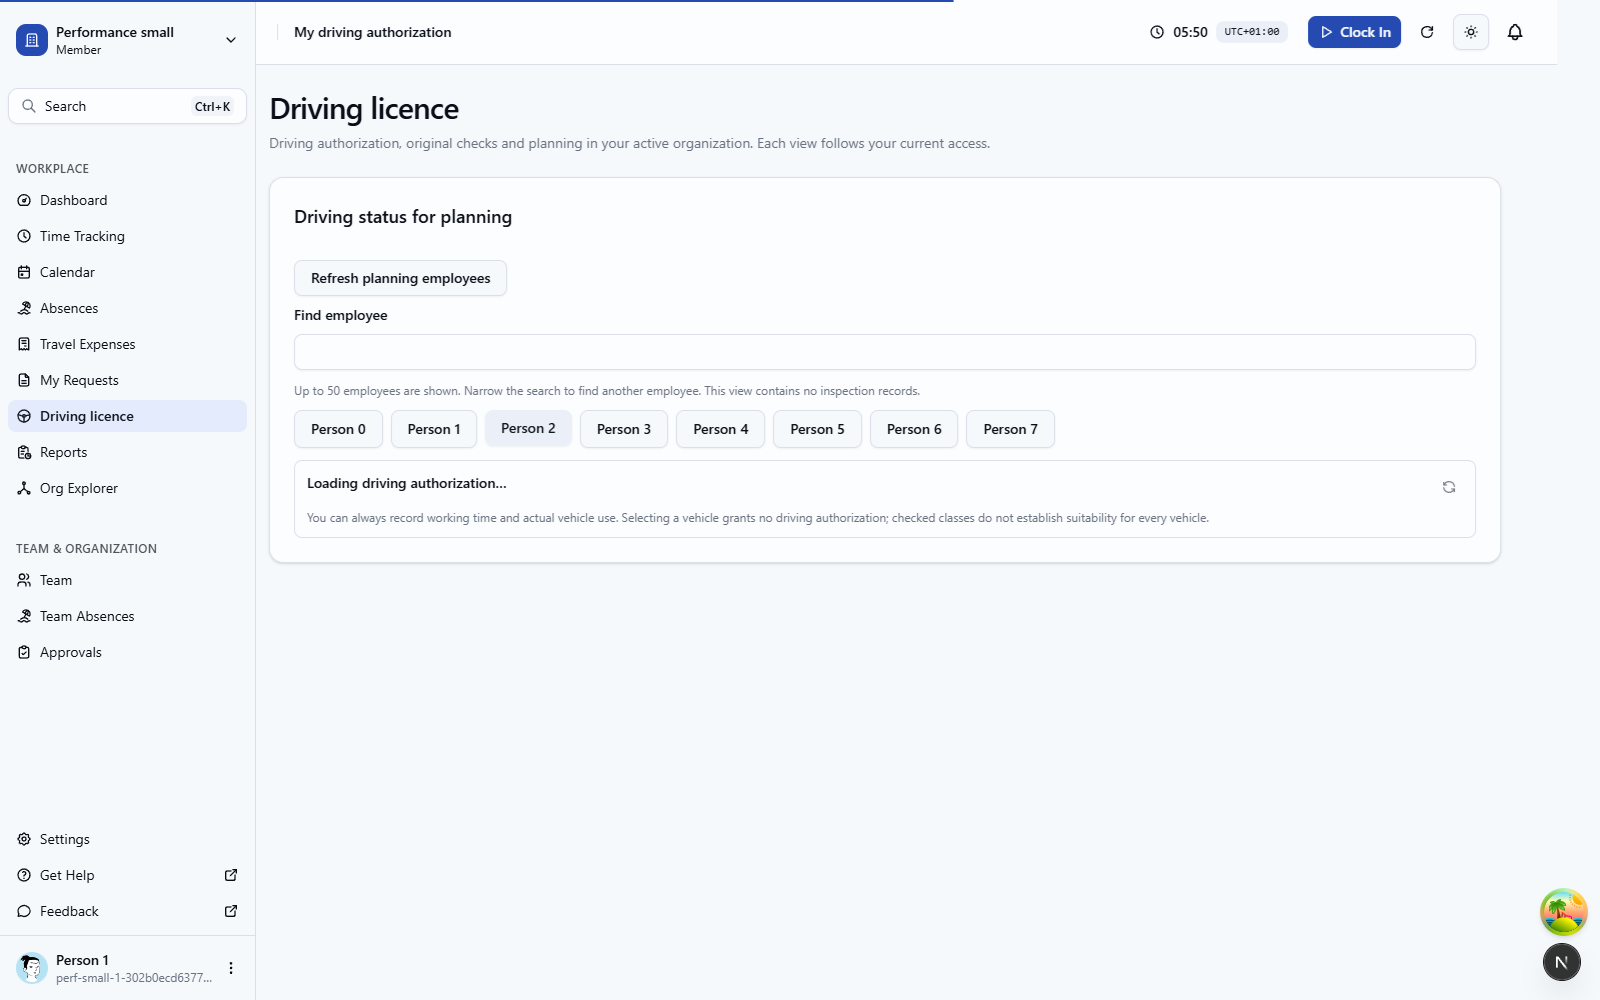 Performance small
Member
Search
Ctrl+K
WORKPLACE
Dashboard
Time Tracking
Calendar
Absences
Travel Expenses
My Requests
Driving licence
Reports
Org Explorer
TEAM & ORGANIZATION
Team
Team Absences
Approvals
Settings
Get Help
Feedback
Person 1
perf-small-1-302b0ecd6377...
My driving authorization
05:50
UTC+01:00
Clock In
Driving licence
Driving authorization, original checks and planning in your active organization. Each view follows your current access.
Driving status for planning
Refresh planning employees
Find employee
Up to 50 employees are shown. Narrow the search to find another employee. This view contains no inspection records.
Person 0
Person 1
Person 2
Person 3
Person 4
Person 5
Person 6
Person 7
Loading driving authorization...
You can always record working time and actual vehicle use. Selecting a vehicle grants no driving authorization; checked classes do not establish suitability for every vehicle.
N